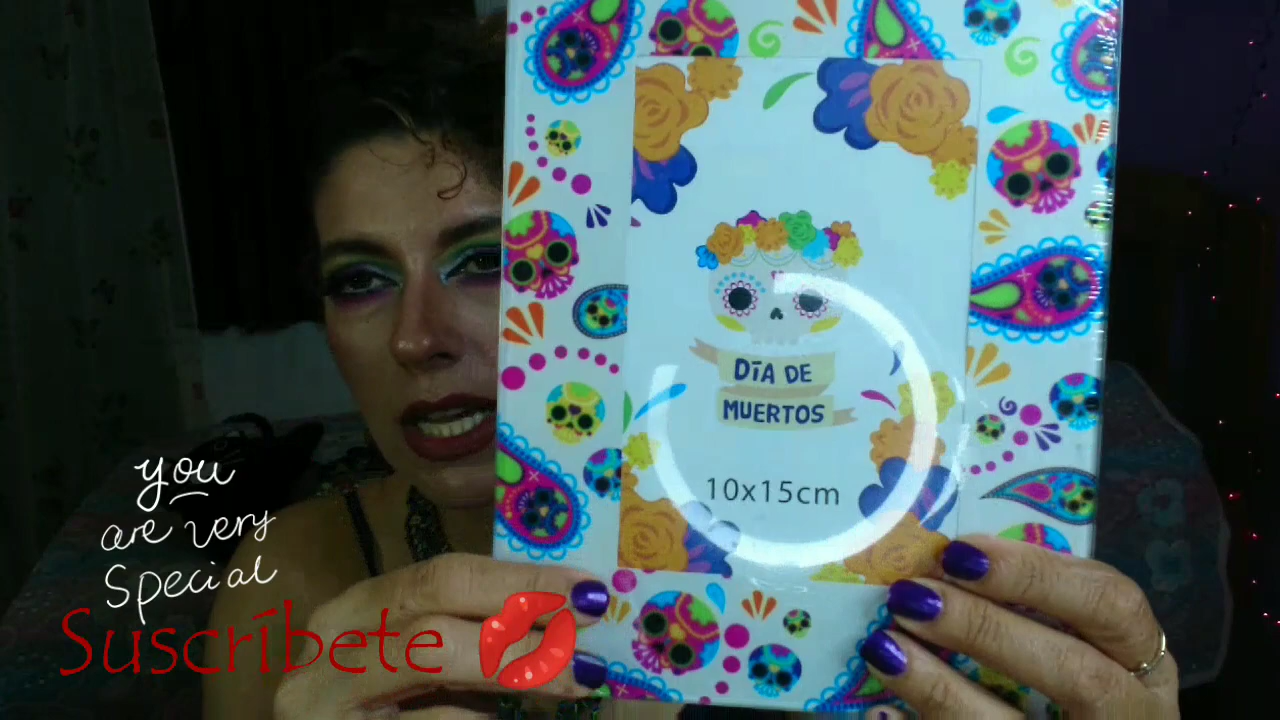 DÍA DE
MUERTOS
10x15cm
you
are very
Special
Suscríbete